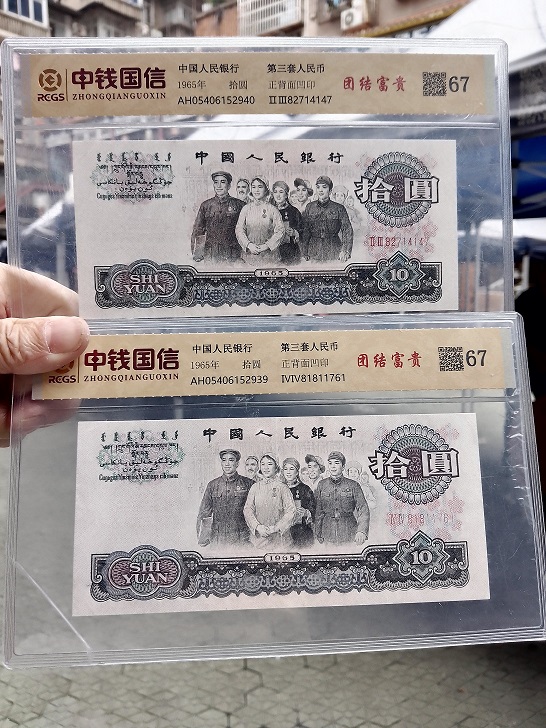 RCGS
中钱国信
ZHONGQIANGUOXIN
中国人民银行 第三套人民币
1965年 拾圆 正背面凹印
AH05406152940 IIIII82714147
团结富贵
67
中國人民銀行
拾圓
IIIII82714147
1965
SHI
YUAN
10
RCGS
中钱国信
ZHONGQIANGUOXIN
中国人民银行 第三套人民币
1965年 拾圆 正背面凹印
AH05406152939 IVIV81811761
团结富贵
67
中國人民銀行
拾圓
1965
SHI
YUAN
10